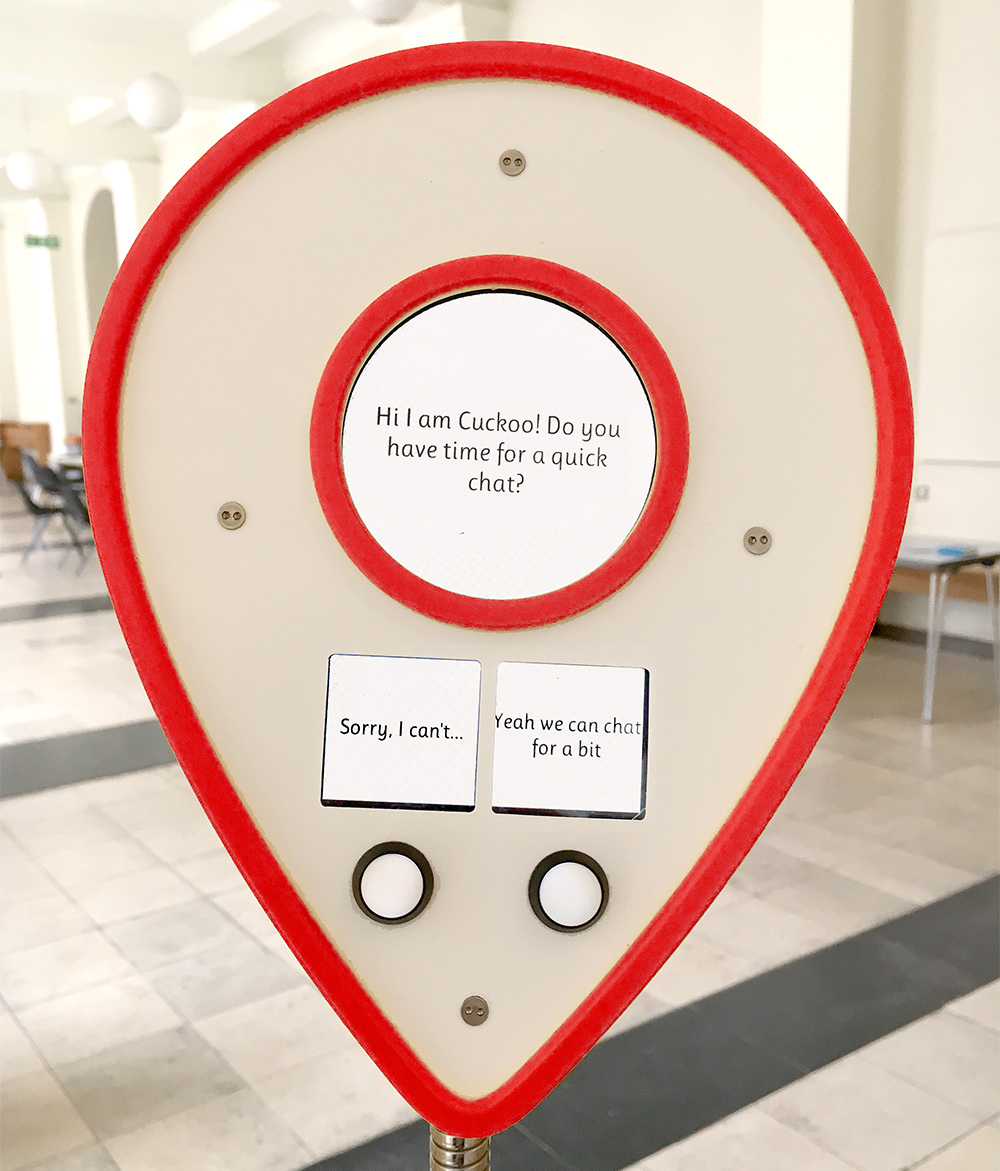 Hi I am Cuckoo! Do you
have time for a quick
chat?
Sorry, I can't...
Yeah we can chat
for a bit